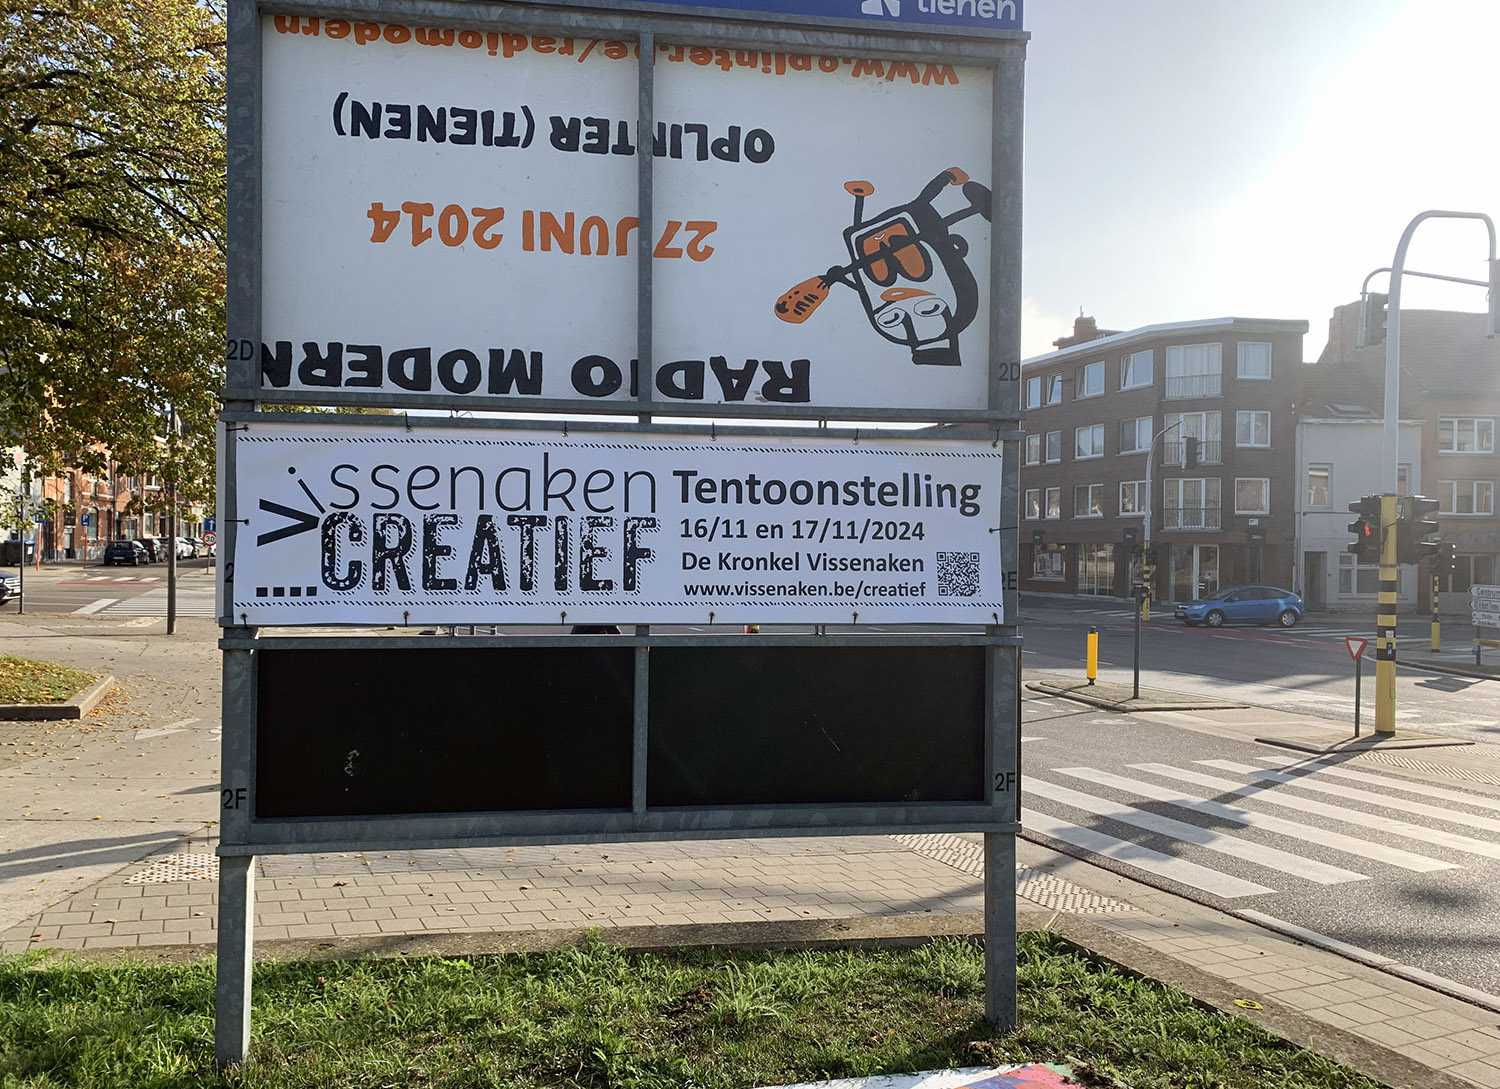 tienen
RADIO MODERN
27 JUNI 2014
OPLINTER (TIENEN)
www.oplinter.be/radiomodern
2D
2D
Vissenaken
....CREATIEF
Tentoonstelling
16/11 en 17/11/2024
De Kronkel Vissenaken
www.vissenaken.be/creatief
2F
2F
30